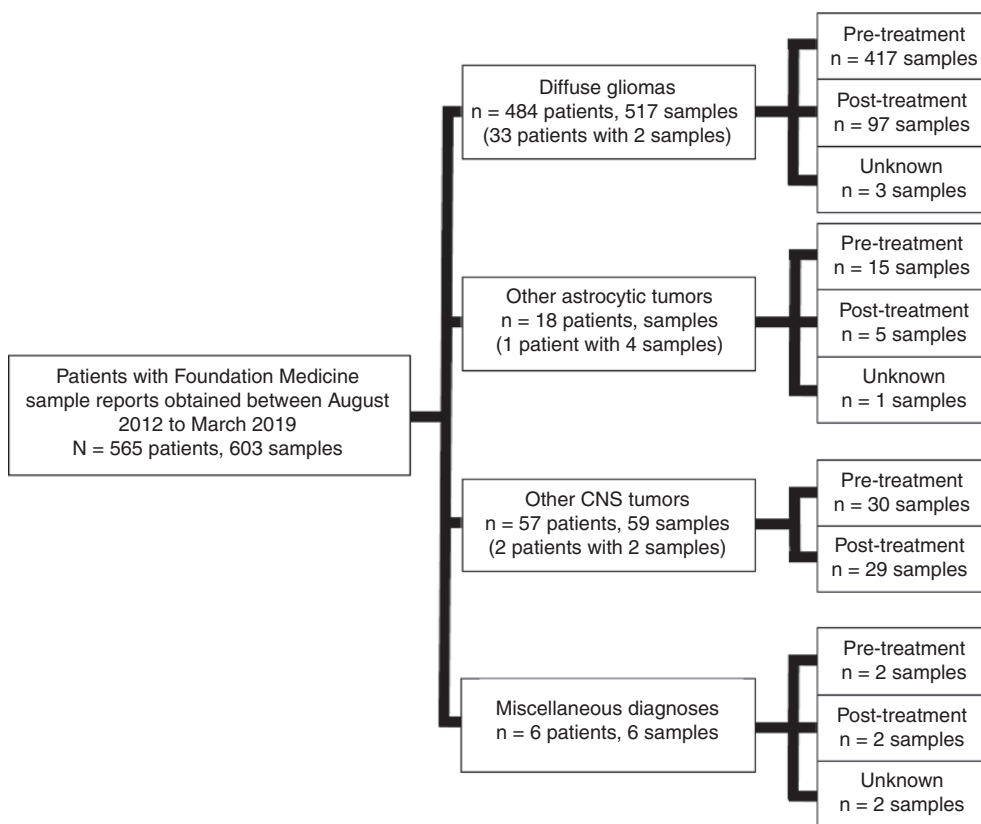 Patients with Foundation Medicine
sample reports obtained between August
2012 to March 2019
N = 565 patients, 603 samples
Diffuse gliomas
n = 484 patients, 517 samples
(33 patients with 2 samples)
Pre-treatment
n = 417 samples
Post-treatment
n = 97 samples
Unknown
n = 3 samples
Other astrocytic tumors
n = 18 patients, samples
(1 patient with 4 samples)
Pre-treatment
n = 15 samples
Post-treatment
n = 5 samples
Unknown
n = 1 samples
Other CNS tumors
n = 57 patients, 59 samples
(2 patients with 2 samples)
Pre-treatment
n = 30 samples
Post-treatment
n = 29 samples
Miscellaneous diagnoses
n = 6 patients, 6 samples
Pre-treatment
n = 2 samples
Post-treatment
n = 2 samples
Unknown
n = 2 samples